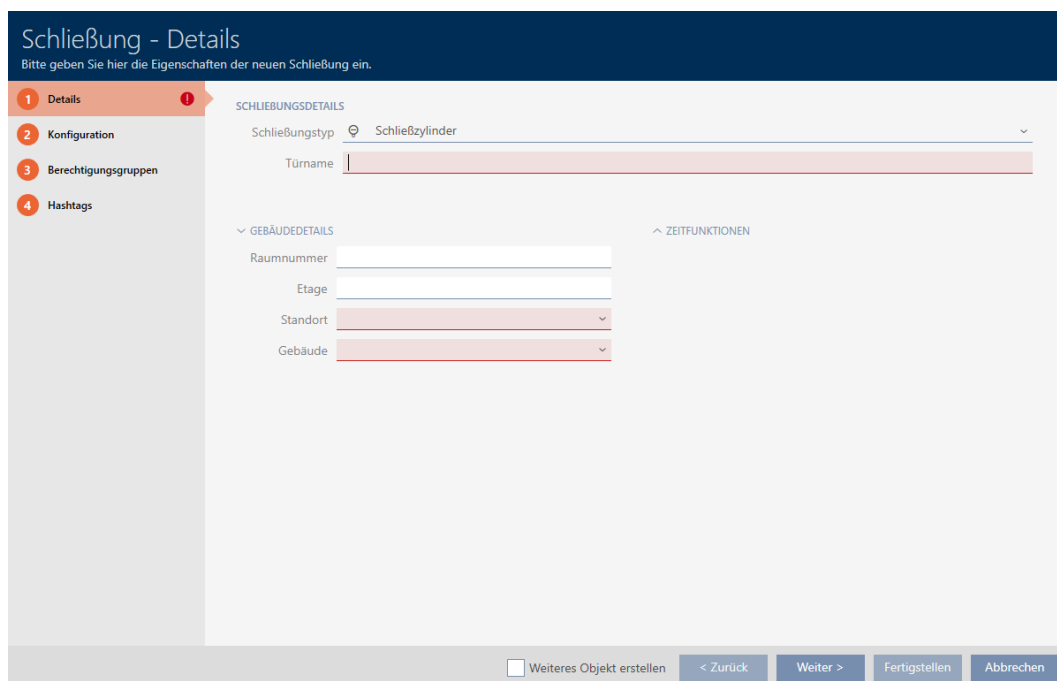 Schließung - Details
Bitte geben Sie hier die Eigenschaften der neuen Schließung ein.
1 Details !
2 Konfiguration
3 Berechtigungsgruppen
4 Hashtags
SCHLIEßUNGSDETAILS
Schließungstyp Schließzylinder
Türname
GEBÄUDEDETAILS
Raumnummer
Etage
Standort
Gebäude
ZEITFUNKTIONEN
Weiteres Objekt erstellen < Zurück Weiter > Fertigstellen Abbrechen